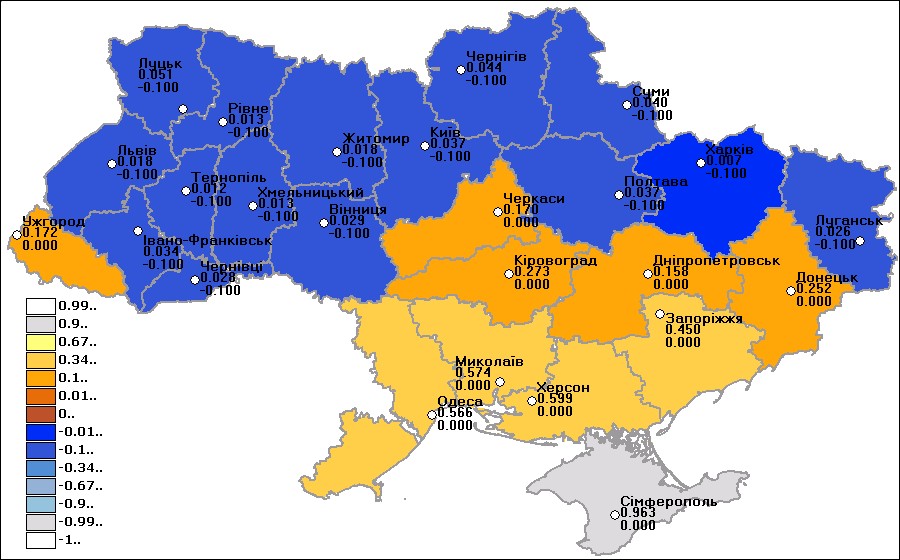 Чернігів
0.044
-0.100
Луцьк
0.051
-0.100
Суми
0.040
-0.100
Рівне
0.013
-0.100
Житомир
0.018
-0.100
Київ
0.037
-0.100
Харків
0.007
-0.100
Львів
0.018
-0.100
Тернопіль
0.012
-0.100
Хмельницький
0.013
-0.100
Вінниця
0.029
-0.100
Полтава
0.037
-0.100
Черкаси
0.170
0.000
Луганськ
0.026
-0.100
Ужгород
0.172
0.000
Івано-Франківськ
0.034
-0.100
Чернівці
0.028
-0.100
Кіровоград
0.273
0.000
Дніпропетровськ
0.158
0.000
Донецьк
0.252
0.000
Запоріжжя
0.450
0.000
Миколаїв
0.574
0.000
Херсон
0.599
0.000
Одеса
0.566
0.000
Сімферополь
0.963
0.000
0.99..
0.9..
0.67..
0.34..
0.1..
0.01..
0..
-0.01..
-0.1..
-0.34..
-0.67..
-0.9..
-0.99..
-1..